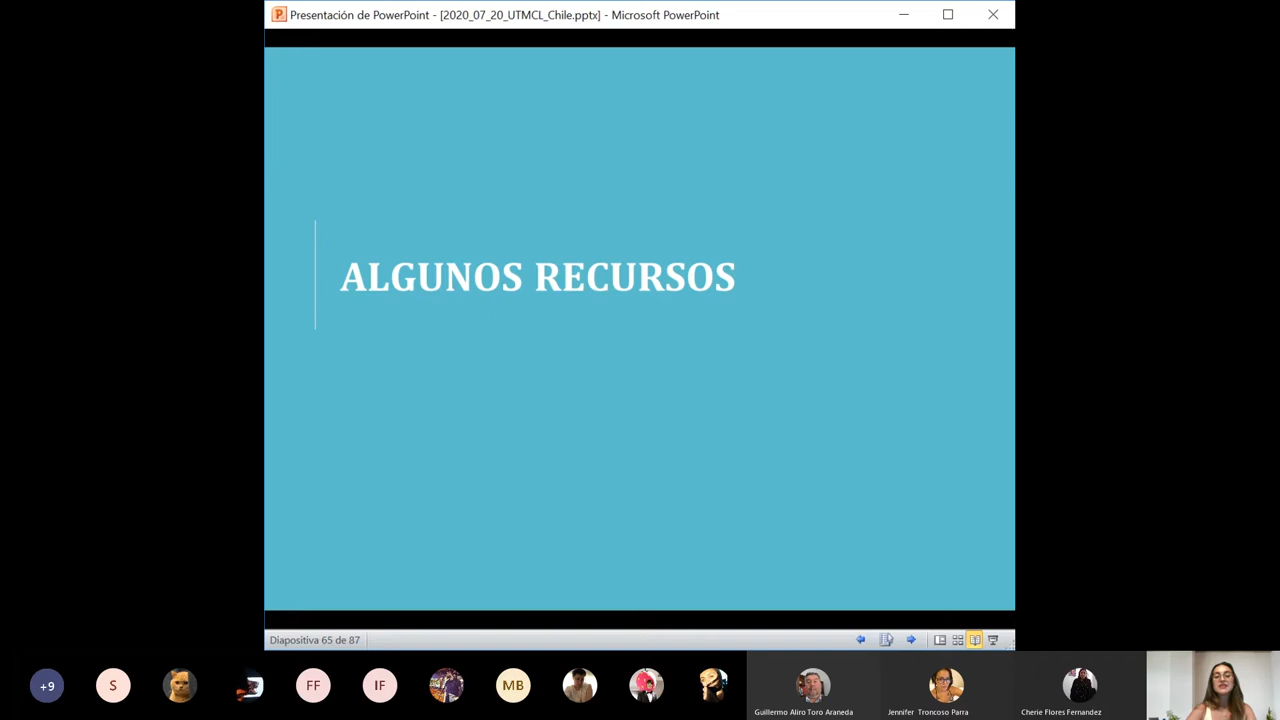 Presentación de PowerPoint - [2020_07_20_UTMCL_Chile.pptx] - Microsoft PowerPoint
ALGUNOS RECURSOS
Diapositiva 65 de 87
+9
S
FF
IF
MB
Guillermo Aliro Toro Araneda
Jennifer Troncoso Parra
Cherie Flores Fernandez